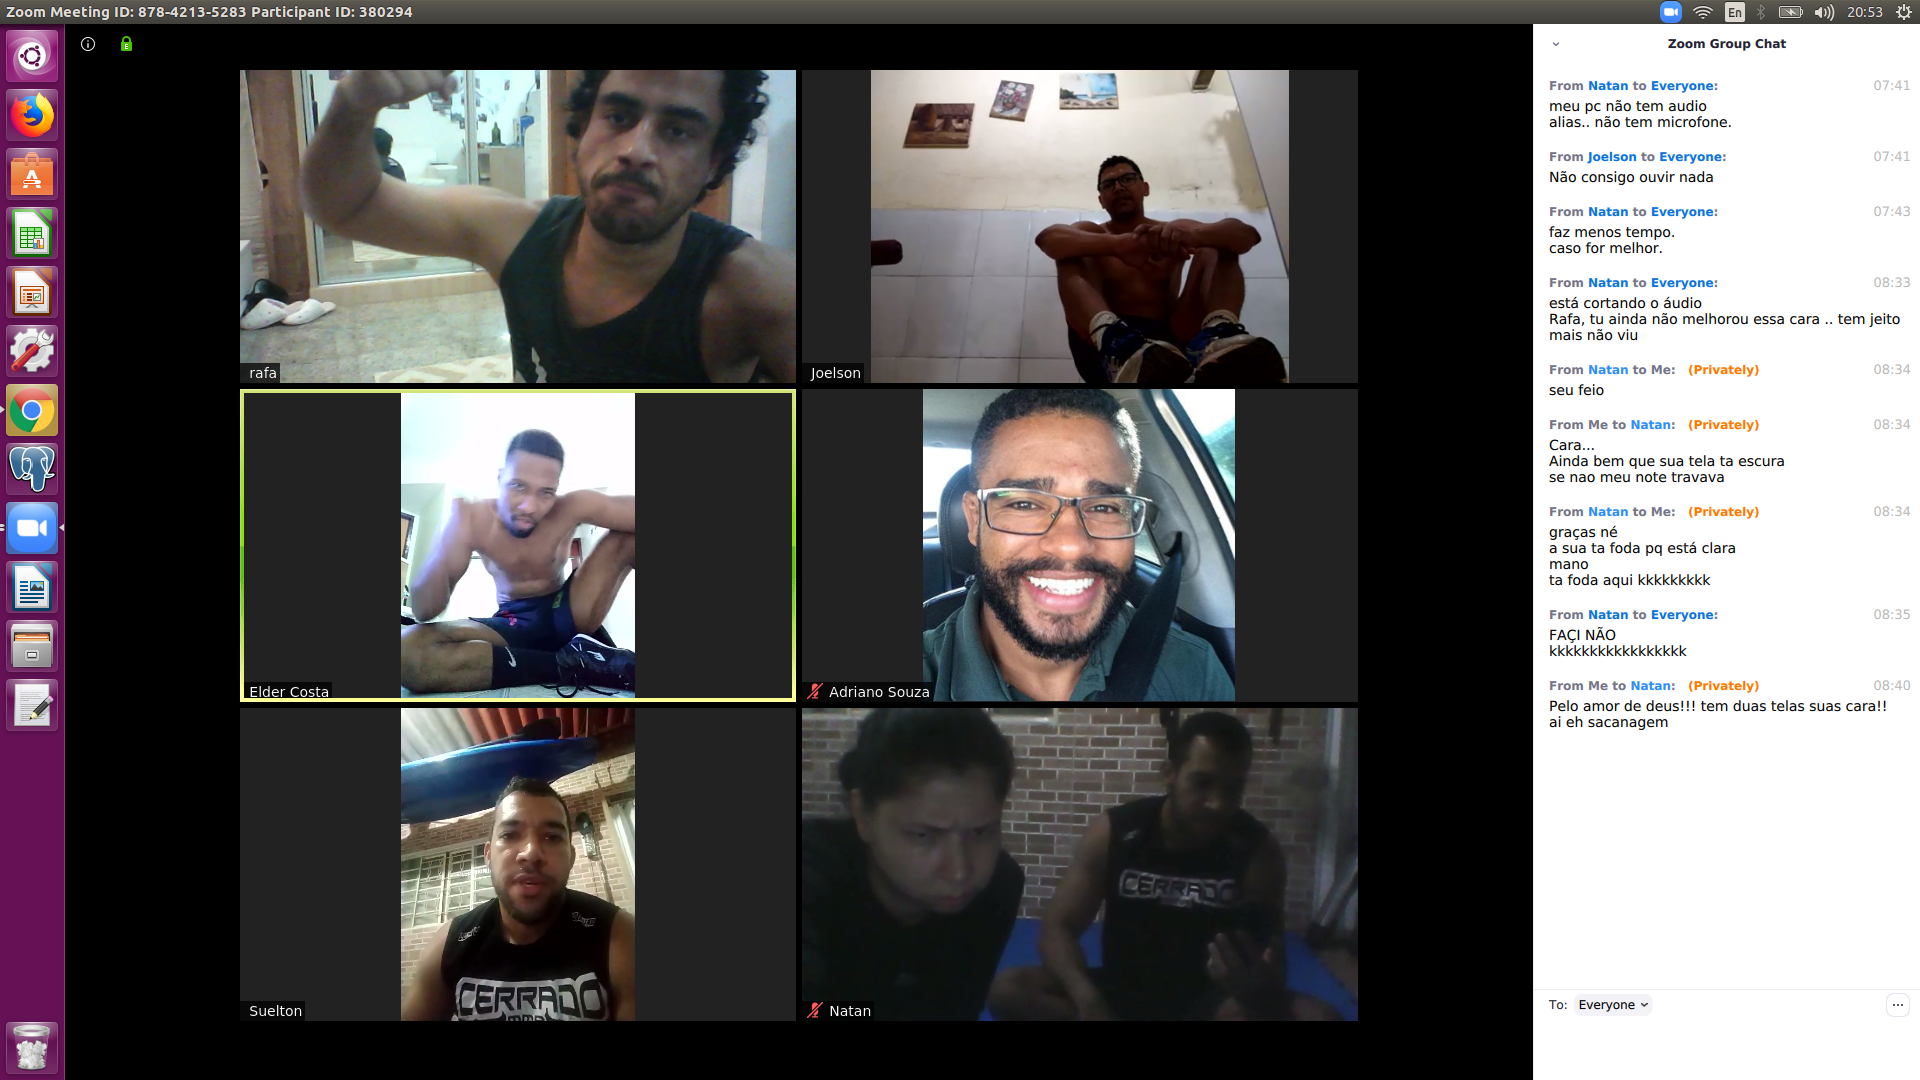 Zoom Meeting ID: 878-4213-5283 Participant ID: 380294
En
20:53
rafa
Joelson
Elder Costa
Adriano Souza
CERRADO
MMA
Suelton
CERRADO
Natan
Zoom Group Chat
From Natan to Everyone: 07:41
meu pc não tem audio
alias.. não tem microfone.
From Joelson to Everyone: 07:41
Não consigo ouvir nada
From Natan to Everyone: 07:43
faz menos tempo.
caso for melhor.
From Natan to Everyone: 08:33
está cortando o áudio
Rafa, tu ainda não melhorou essa cara .. tem jeito
mais não viu
From Natan to Me: (Privately) 08:34
seu feio
From Me to Natan: (Privately) 08:34
Cara...
Ainda bem que sua tela ta escura
se nao meu note travava
From Natan to Me: (Privately) 08:34
graças né
a sua ta foda pq está clara
mano
ta foda aqui kkkkkkkkk
From Natan to Everyone: 08:35
FAÇI NÃO
kkkkkkkkkkkkkkkkk
From Me to Natan: (Privately) 08:40
Pelo amor de deus!!! tem duas telas suas cara!!
ai eh sacanagem
To: Everyone